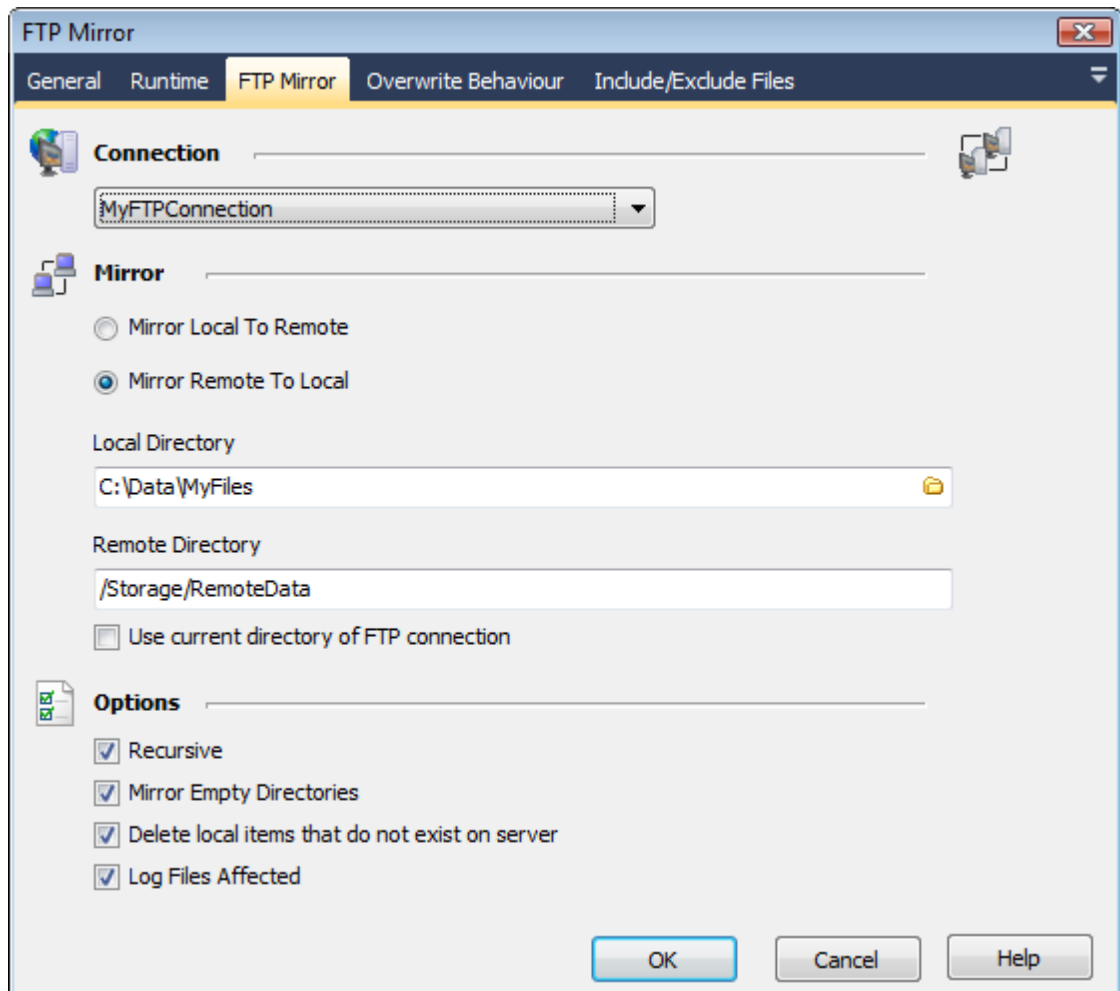 FTP Mirror
General Runtime FTP Mirror Overwrite Behaviour Include/Exclude Files
Connection
MyFTPConnection
Mirror
Mirror Local To Remote
Mirror Remote To Local
Local Directory
C:\Data\MyFiles
Remote Directory
/Storage/RemoteData
Use current directory of FTP connection
Options
Recursive
Mirror Empty Directories
Delete local items that do not exist on server
Log Files Affected
OK Cancel Help